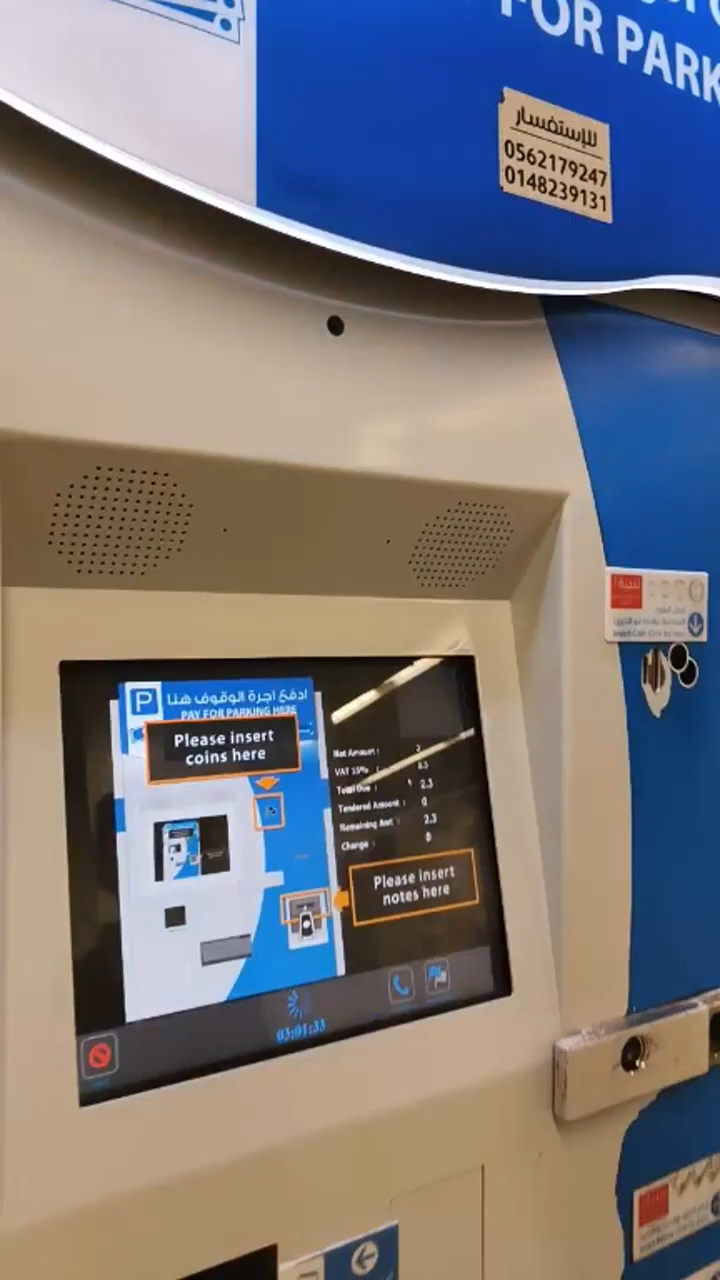 FOR PARK
للإستفسار
0562179247
0148239131
P
ادفع اجرة الوقوف هنا
PAY FOR PARKING HERE
Please insert
coins here
Net Amount : 2
VAT 15% : 0.3
Total Due : 2.3
Tendered Amount : 0
Remaining Amt : 2.3
Change : 0
Please insert
notes here
03:01:33